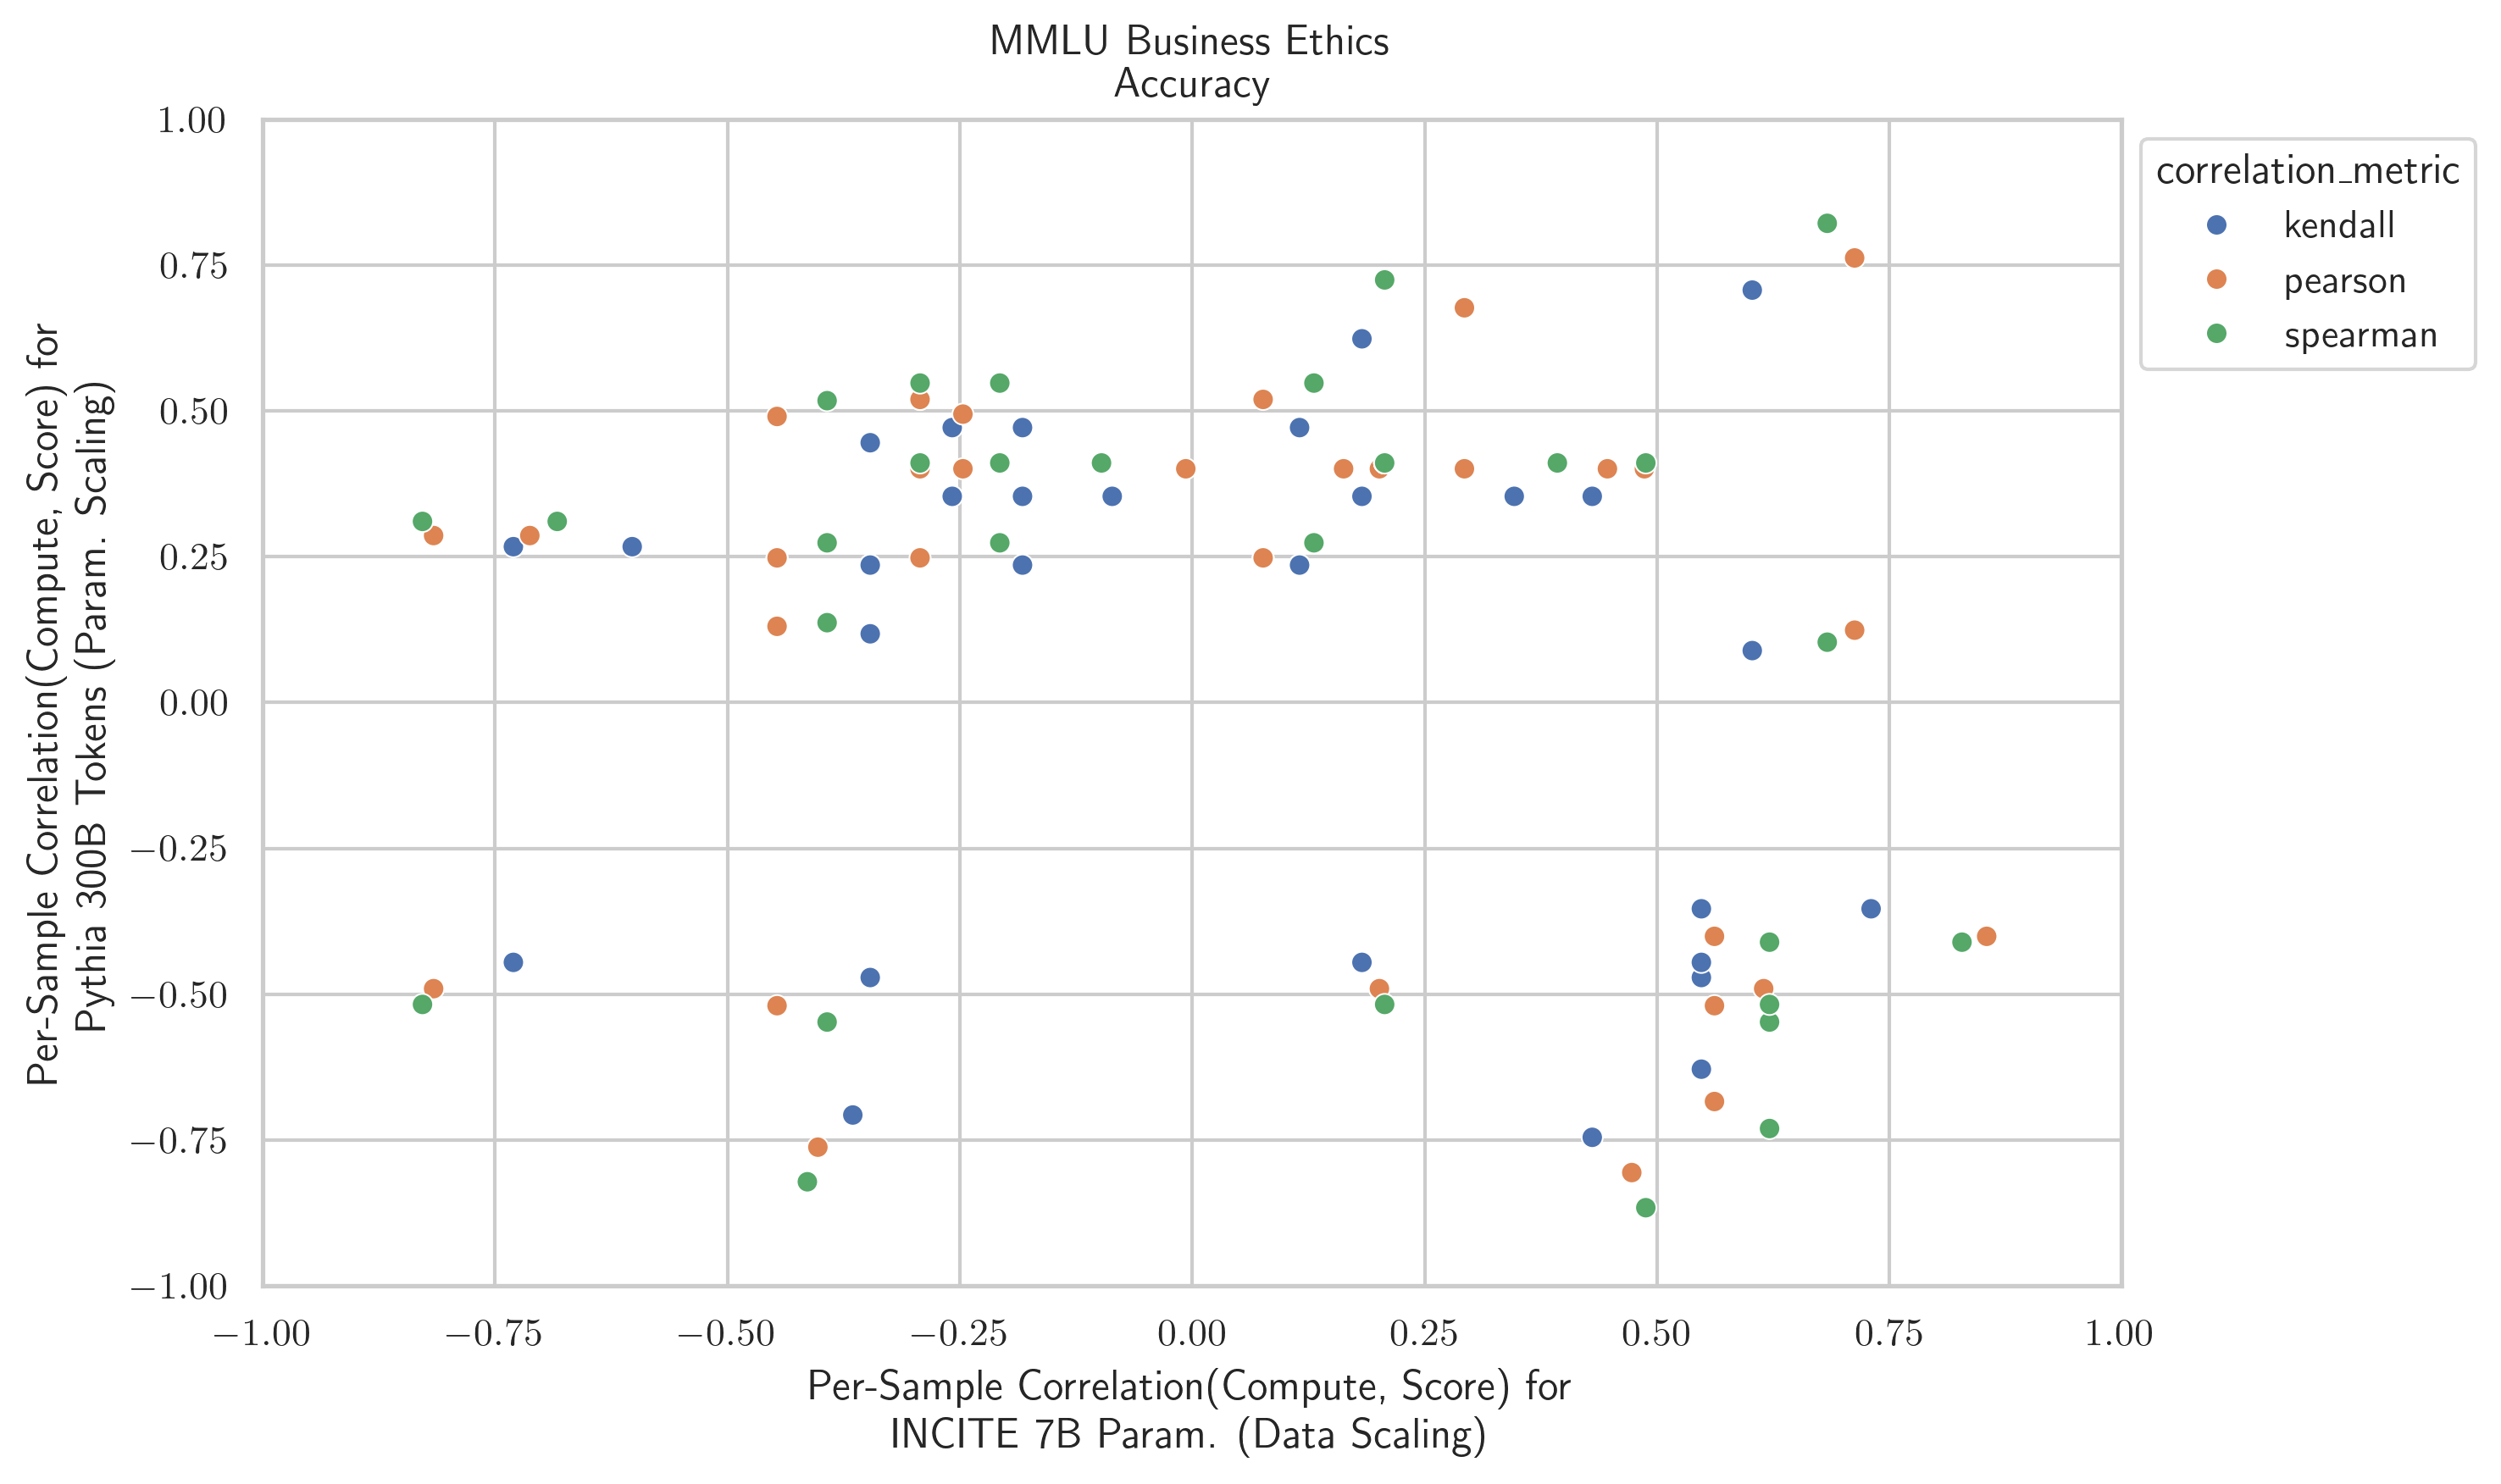 MMLU Business Ethics
Accuracy
1.00
0.75
0.50
0.25
0.00
−0.25
−0.50
−0.75
−1.00
Per-Sample Correlation(Compute, Score) for
Pythia 300B Tokens (Param. Scaling)
−1.00 −0.75 −0.50 −0.25 0.00 0.25 0.50 0.75 1.00
Per-Sample Correlation(Compute, Score) for
INCITE 7B Param. (Data Scaling)
correlation_metric
kendall
pearson
spearman